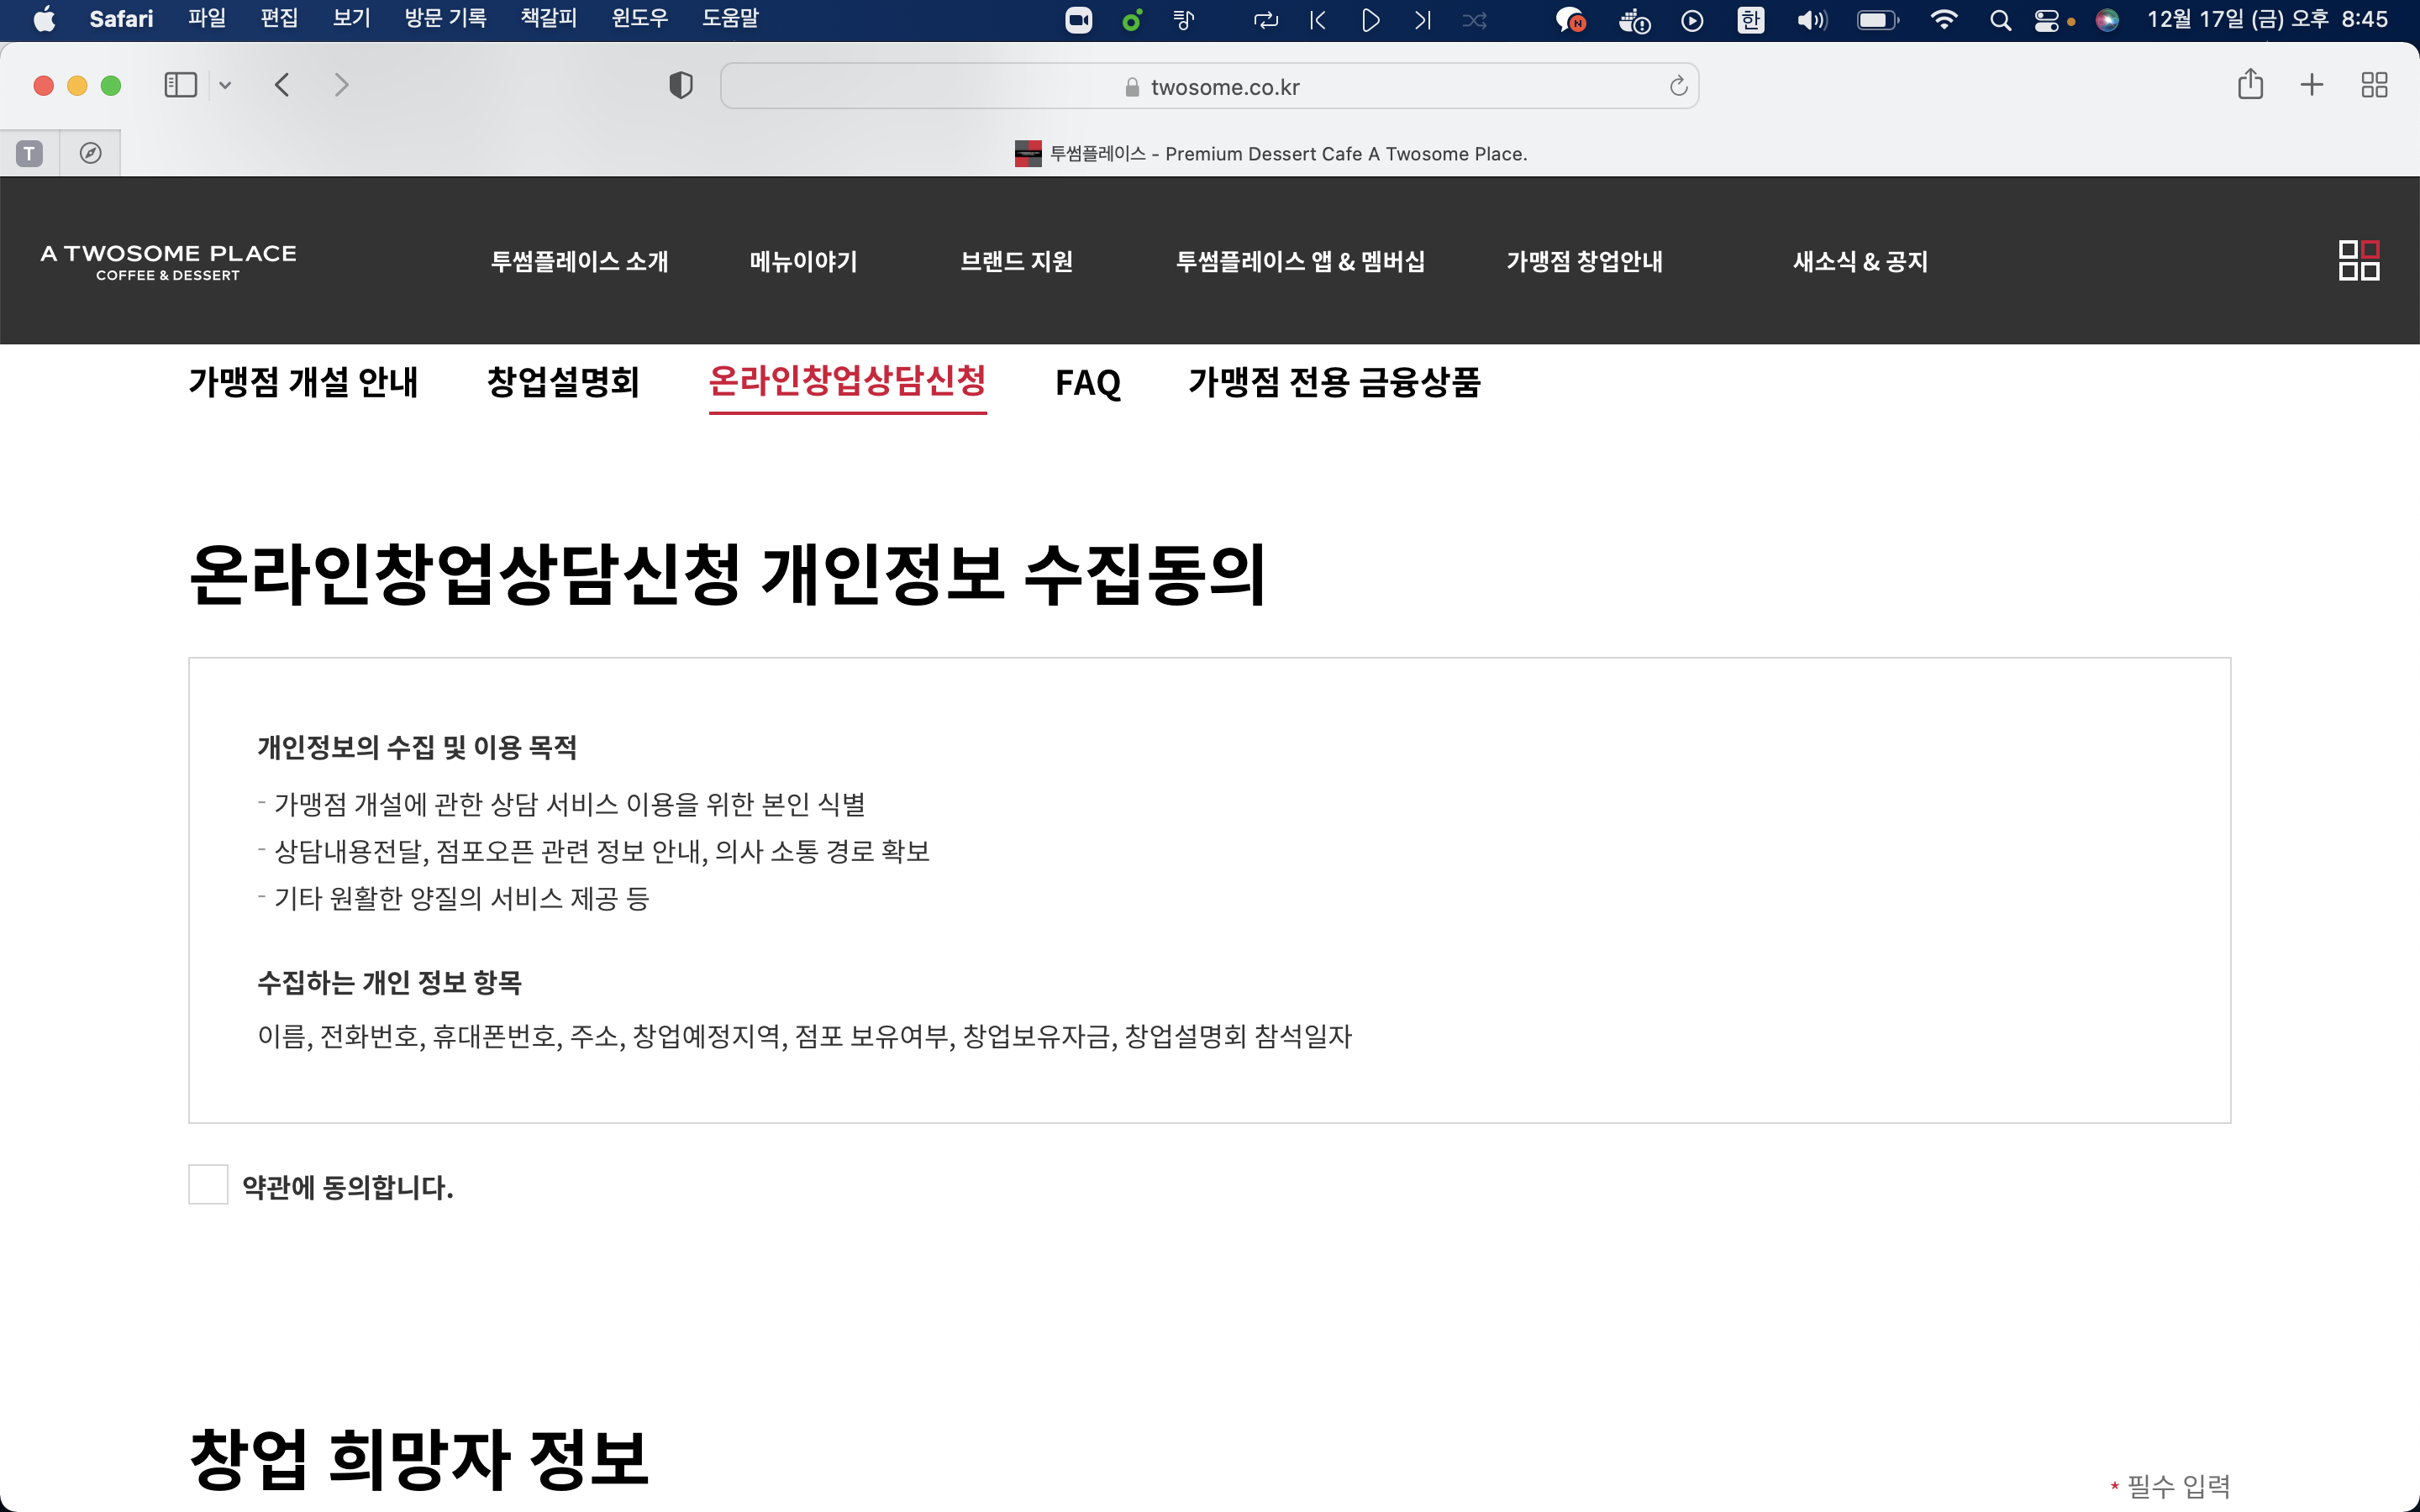 Safari 파일 편집 보기 방문 기록 책갈피 윈도우 도움말 N 한 12월 17일 (금) 오후 8:45
twosome.co.kr
T 투썸플레이스 - Premium Dessert Cafe A Twosome Place.
A TWOSOME PLACE
COFFEE & DESSERT
투썸플레이스 소개 메뉴이야기 브랜드 지원 투썸플레이스 앱 & 멤버십 가맹점 창업안내 새소식 & 공지
가맹점 개설 안내 창업설명회 온라인창업상담신청 FAQ 가맹점 전용 금융상품
온라인창업상담신청 개인정보 수집동의
개인정보의 수집 및 이용 목적
- 가맹점 개설에 관한 상담 서비스 이용을 위한 본인 식별
- 상담내용전달, 점포오픈 관련 정보 안내, 의사 소통 경로 확보
- 기타 원활한 양질의 서비스 제공 등
수집하는 개인 정보 항목
이름, 전화번호, 휴대폰번호, 주소, 창업예정지역, 점포 보유여부, 창업보유자금, 창업설명회 참석일자
약관에 동의합니다.
창업 희망자 정보
* 필수 입력